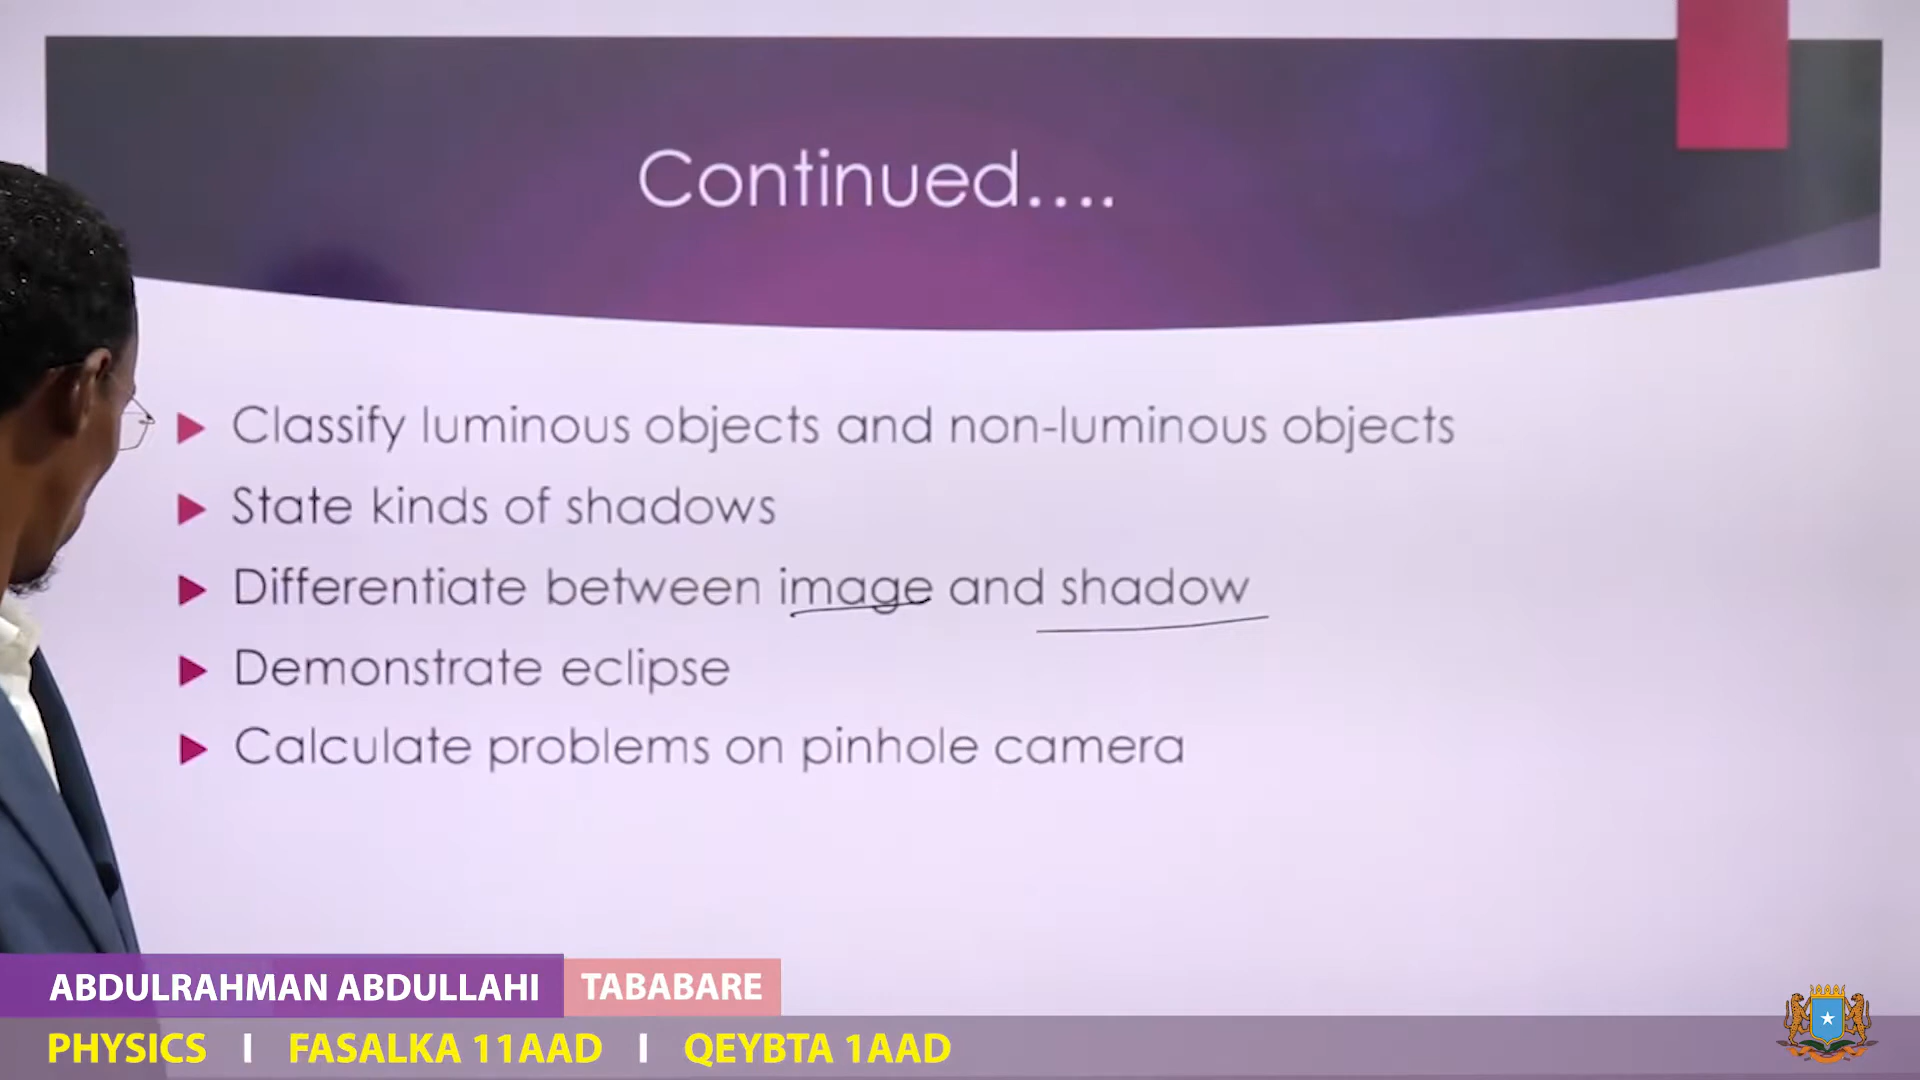 Continued....
Classify luminous objects and non-luminous objects
State kinds of shadows
Differentiate between image and shadow
Demonstrate eclipse
Calculate problems on pinhole camera
ABDULRAHMAN ABDULLAHI TABABARE
PHYSICS I FASALKA 11AAD I QEYBTA 1AAD